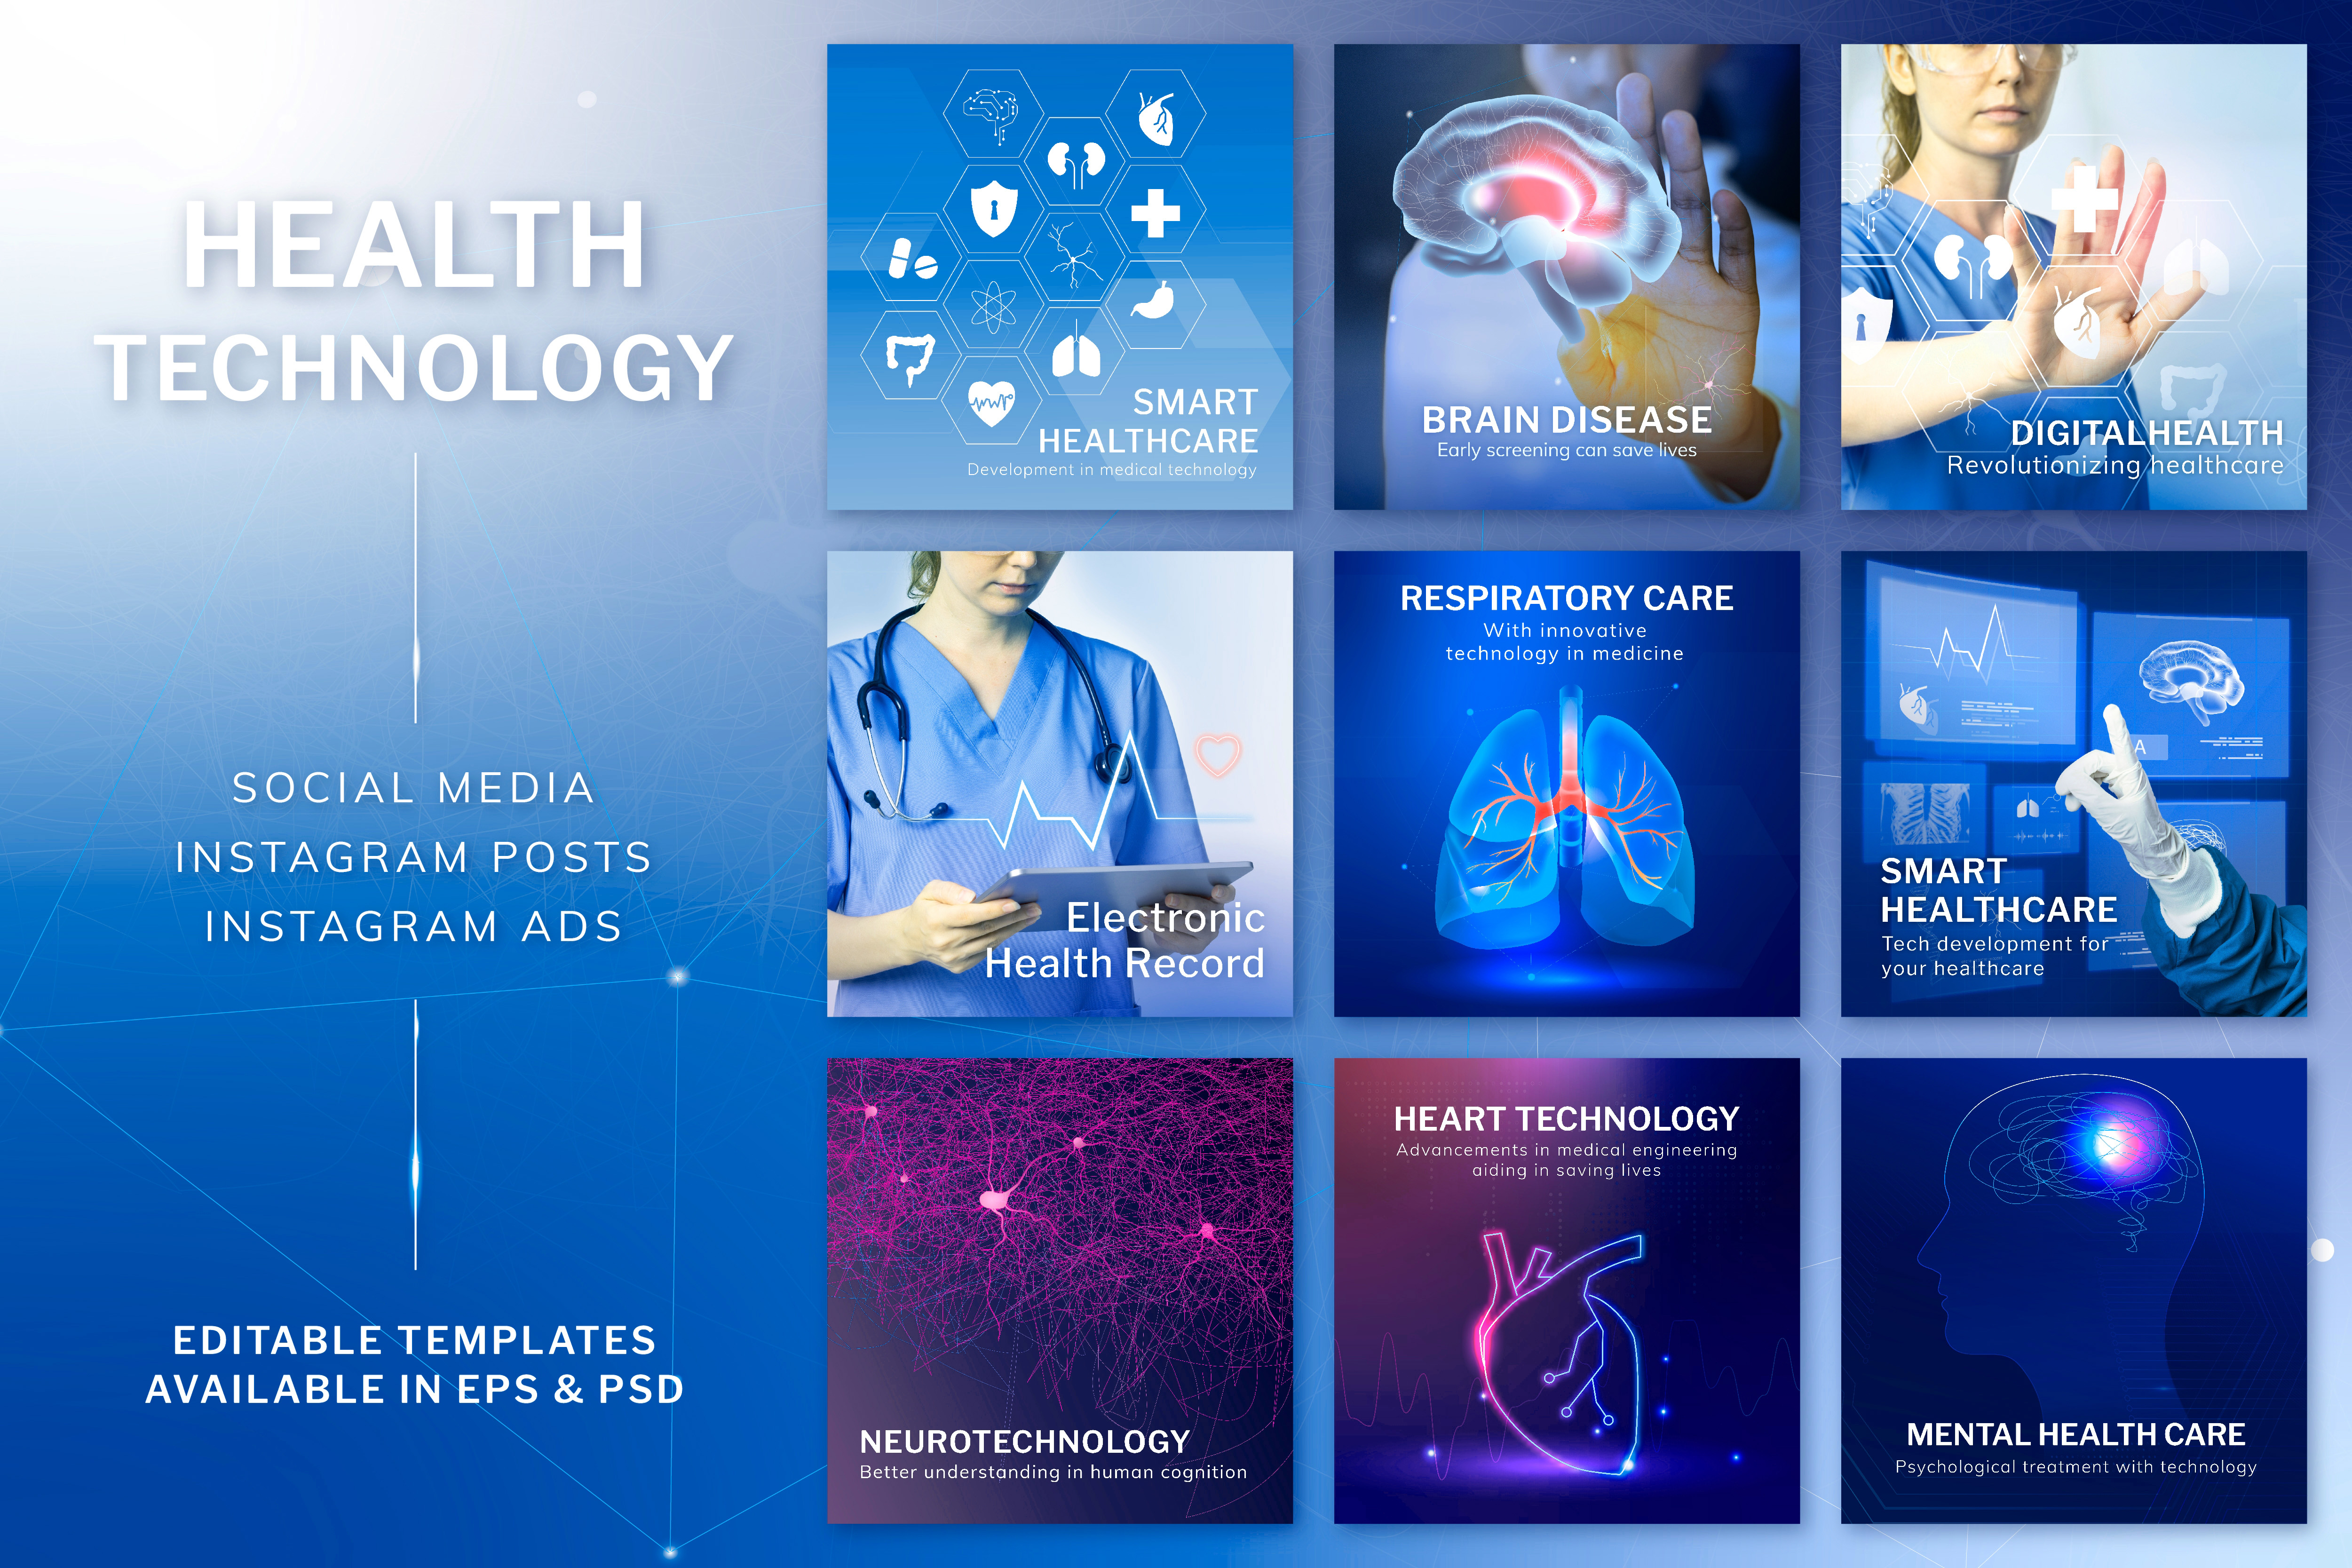 HEALTH
TECHNOLOGY
SOCIAL MEDIA
INSTAGRAM POSTS
INSTAGRAM ADS
EDITABLE TEMPLATES
AVAILABLE IN EPS & PSD
SMART
HEALTHCARE
Development in medical technology
BRAIN DISEASE
Early screening can save lives
DIGITALHEALTH
Revolutionizing healthcare
Electronic
Health Record
RESPIRATORY CARE
With innovative
technology in medicine
A
SMART
HEALTHCARE
Tech development for
your healthcare
NEUROTECHNOLOGY
Better understanding in human cognition
HEART TECHNOLOGY
Advancements in medical engineering
aiding in saving lives
MENTAL HEALTH CARE
Psychological treatment with technology